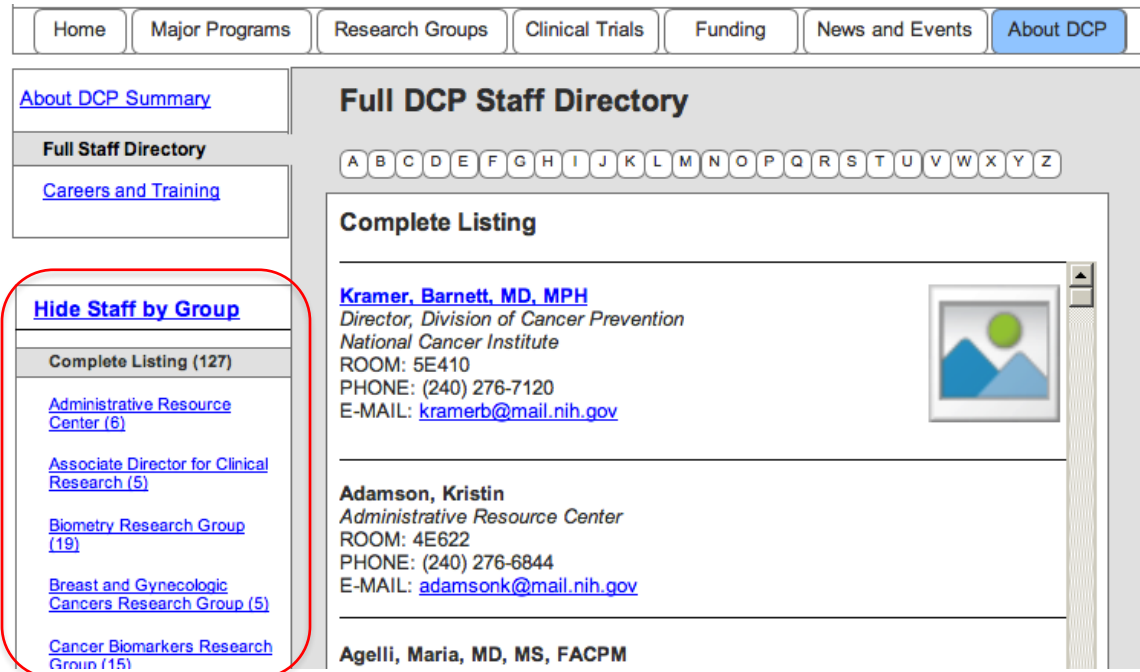 Home Major Programs Research Groups Clinical Trials Funding News and Events About DCP
About DCP Summary
Full Staff Directory
Careers and Training
Hide Staff by Group
Complete Listing (127)
Administrative Resource
Center (6)
Associate Director for Clinical
Research (5)
Biometry Research Group
(19)
Breast and Gynecologic
Cancers Research Group (5)
Cancer Biomarkers Research
Group (15)
Full DCP Staff Directory
A B C D E F G H I J K L M N O P Q R S T U V W X Y Z
Complete Listing
Kramer, Barnett, MD, MPH
Director, Division of Cancer Prevention
National Cancer Institute
ROOM: 5E410
PHONE: (240) 276-7120
E-MAIL: kramerb@mail.nih.gov
Adamson, Kristin
Administrative Resource Center
ROOM: 4E622
PHONE: (240) 276-6844
E-MAIL: adamsonk@mail.nih.gov
Agelli, Maria, MD, MS, FACPM